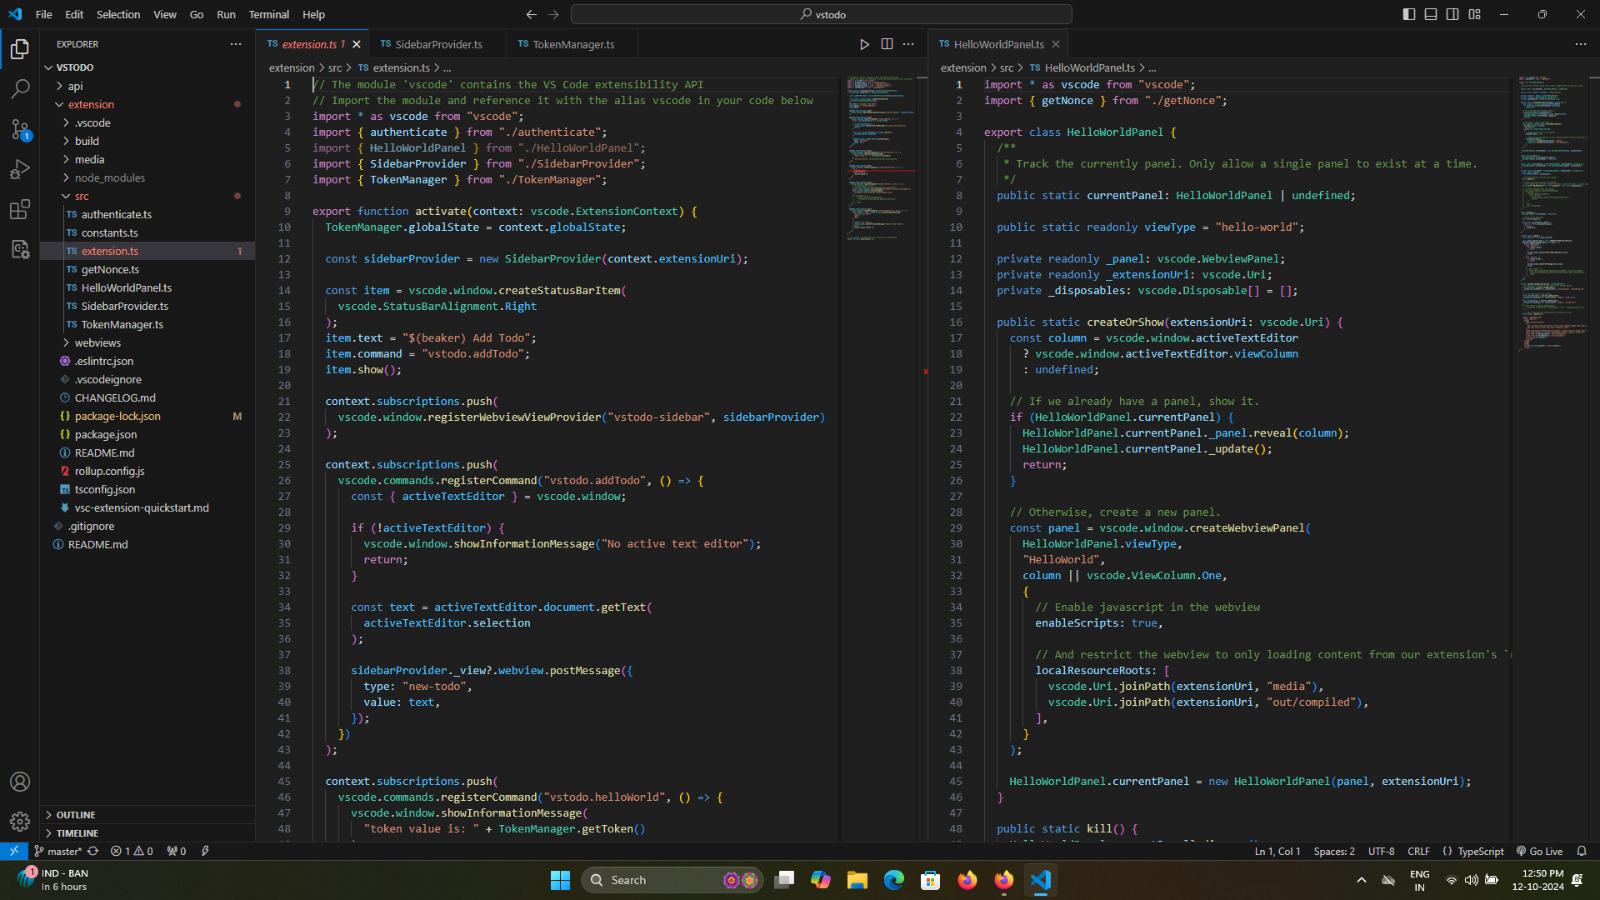 File Edit Selection View Go Run Terminal Help
vstodo
EXPLORER
VSTODO
api
extension
.vscode
build
media
node_modules
src
TS authenticate.ts
TS constants.ts
TS extension.ts 1
TS getNonce.ts
TS HelloWorldPanel.ts
TS SidebarProvider.ts
TS TokenManager.ts
webviews
.eslintrc.json
.vscodeignore
CHANGELOG.md
{} package-lock.json M
{} package.json
README.md
rollup.config.js
tsconfig.json
vsc-extension-quickstart.md
.gitignore
README.md
OUTLINE
TIMELINE
TS extension.ts 1
TS SidebarProvider.ts
TS TokenManager.ts
extension > src > TS extension.ts > ...
1 // The module 'vscode' contains the VS Code extensibility API
2 // Import the module and reference it with the alias vscode in your code below
3 import * as vscode from "vscode";
4 import { authenticate } from "./authenticate";
5 import { HelloWorldPanel } from "./HelloWorldPanel";
6 import { SidebarProvider } from "./SidebarProvider";
7 import { TokenManager } from "./TokenManager";
8
9 export function activate(context: vscode.ExtensionContext) {
10 TokenManager.globalState = context.globalState;
11
12 const sidebarProvider = new SidebarProvider(context.extensionUri);
13
14 const item = vscode.window.createStatusBarItem(
15 vscode.StatusBarAlignment.Right
16 );
17 item.text = "$(beaker) Add Todo";
18 item.command = "vstodo.addTodo";
19 item.show();
20
21 context.subscriptions.push(
22 vscode.window.registerWebviewViewProvider("vstodo-sidebar", sidebarProvider)
23 );
24
25 context.subscriptions.push(
26 vscode.commands.registerCommand("vstodo.addTodo", () => {
27 const { activeTextEditor } = vscode.window;
28
29 if (!activeTextEditor) {
30 vscode.window.showInformationMessage("No active text editor");
31 return;
32 }
33
34 const text = activeTextEditor.document.getText(
35 activeTextEditor.selection
36 );
37
38 sidebarProvider._view?.webview.postMessage({
39 type: "new-todo",
40 value: text,
41 });
42 })
43 );
44
45 context.subscriptions.push(
46 vscode.commands.registerCommand("vstodo.helloWorld", () => {
47 vscode.window.showInformationMessage(
48 "token value is: " + TokenManager.getToken()
TS HelloWorldPanel.ts
extension > src > TS HelloWorldPanel.ts > ...
1 import * as vscode from "vscode";
2 import { getNonce } from "./getNonce";
3
4 export class HelloWorldPanel {
5 /**
6 * Track the currently panel. Only allow a single panel to exist at a time.
7 */
8 public static currentPanel: HelloWorldPanel | undefined;
9
10 public static readonly viewType = "hello-world";
11
12 private readonly _panel: vscode.WebviewPanel;
13 private readonly _extensionUri: vscode.Uri;
14 private _disposables: vscode.Disposable[] = [];
15
16 public static createOrShow(extensionUri: vscode.Uri) {
17 const column = vscode.window.activeTextEditor
18 ? vscode.window.activeTextEditor.viewColumn
19 : undefined;
20
21 // If we already have a panel, show it.
22 if (HelloWorldPanel.currentPanel) {
23 HelloWorldPanel.currentPanel._panel.reveal(column);
24 HelloWorldPanel.currentPanel._update();
25 return;
26 }
27
28 // Otherwise, create a new panel.
29 const panel = vscode.window.createWebviewPanel(
30 HelloWorldPanel.viewType,
31 "HelloWorld",
32 column || vscode.ViewColumn.One,
33 {
34 // Enable javascript in the webview
35 enableScripts: true,
36
37 // And restrict the webview to only loading content from our extension's `
38 localResourceRoots: [
39 vscode.Uri.joinPath(extensionUri, "media"),
40 vscode.Uri.joinPath(extensionUri, "out/compiled"),
41 ],
42 }
43 );
44
45 HelloWorldPanel.currentPanel = new HelloWorldPanel(panel, extensionUri);
46 }
47
48 public static kill() {
1
master* 1 0 0
Ln 1, Col 1 Spaces: 2 UTF-8 CRLF {} TypeScript Go Live
1 IND - BAN
In 6 hours
Search
ENG
IN
12:50 PM
12-10-2024